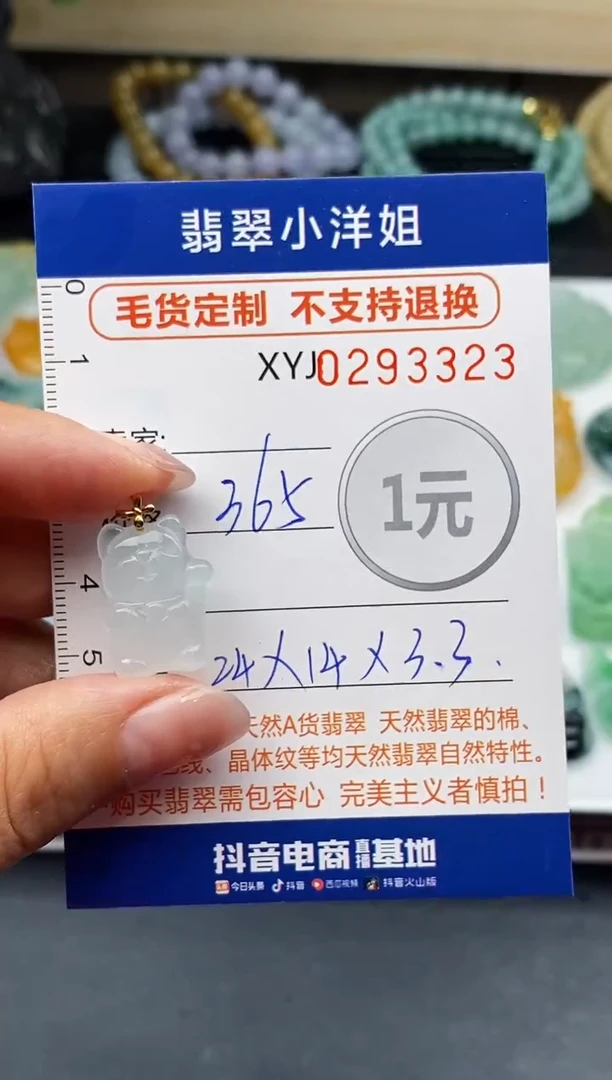 翡翠小洋姐
0
毛货定制 不支持退换
1
XYJ0293323
365
1元
4
5
24×14×3.3.
天然A货翡翠 天然翡翠的棉、
、晶体纹等均天然翡翠自然特性。
购买翡翠需包容心 完美主义者慎拍！
抖音电商直播基地
今日头条 抖音 西瓜视频 抖音火山版